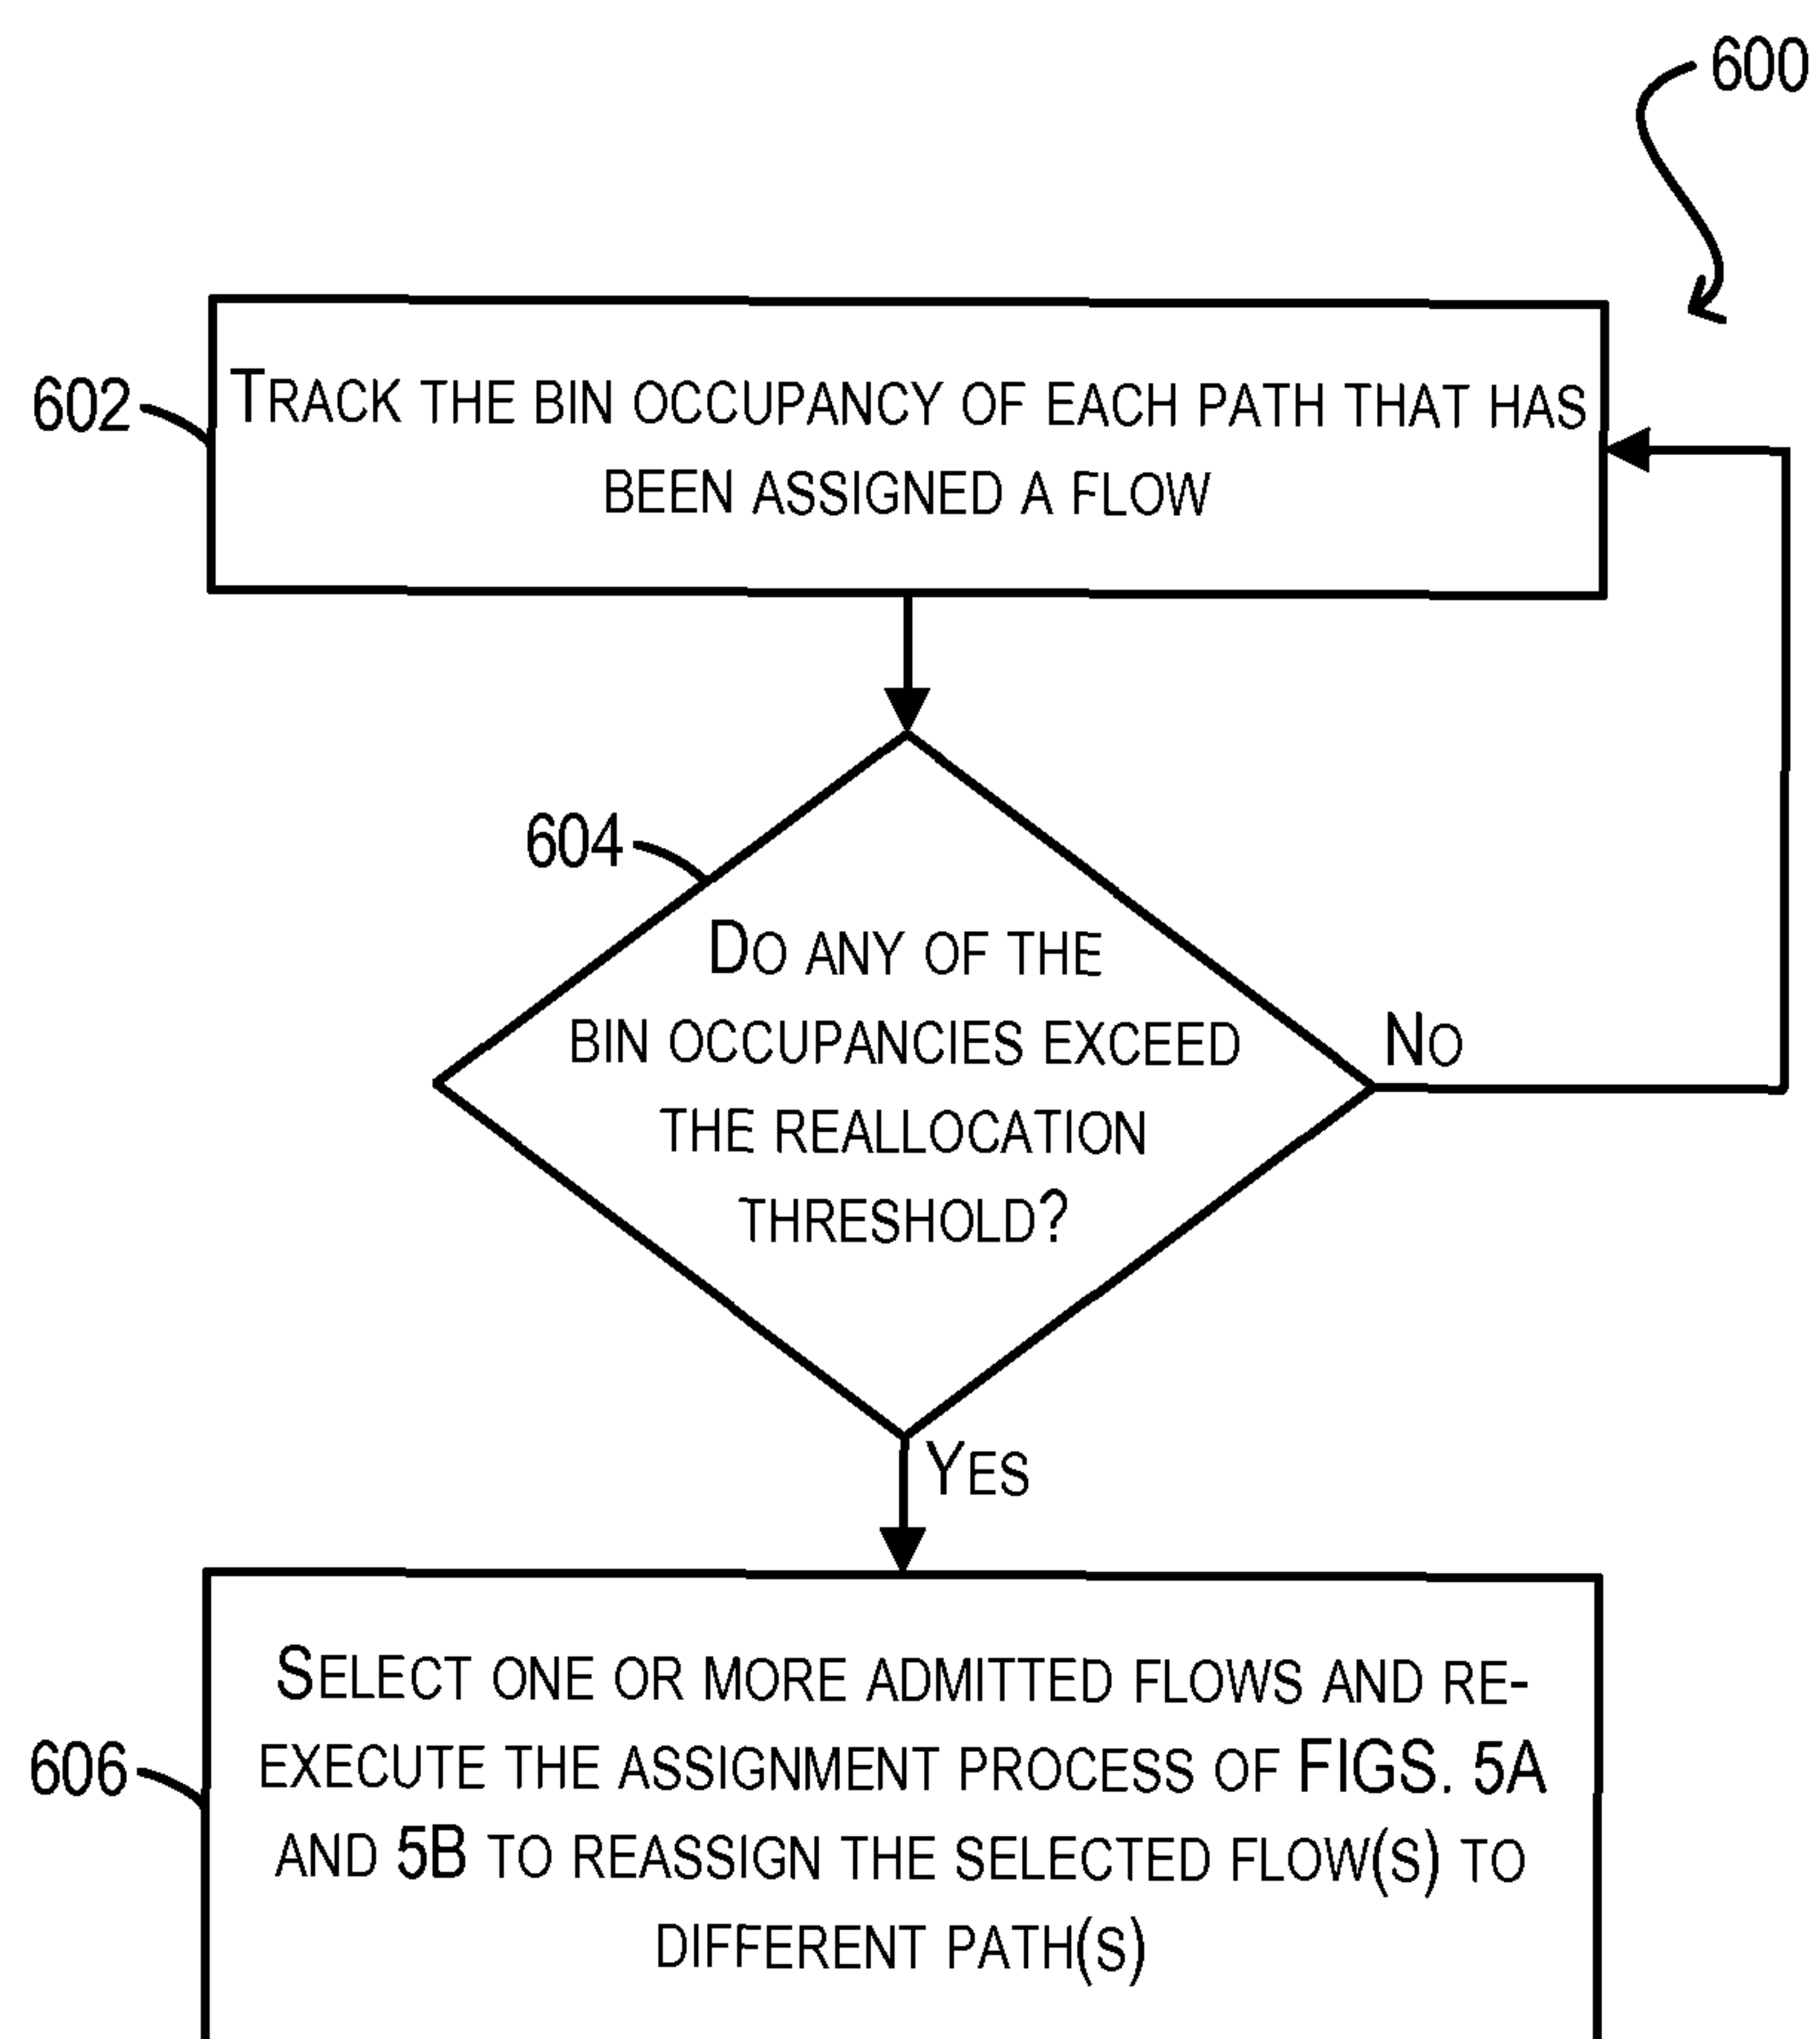 600
602
TRACK THE BIN OCCUPANCY OF EACH PATH THAT HAS
BEEN ASSIGNED A FLOW
604
DO ANY OF THE
BIN OCCUPANCIES EXCEED
THE REALLOCATION
THRESHOLD?
NO
YES
606
SELECT ONE OR MORE ADMITTED FLOWS AND RE-
EXECUTE THE ASSIGNMENT PROCESS OF FIGS. 5A
AND 5B TO REASSIGN THE SELECTED FLOW(S) TO
DIFFERENT PATH(S)